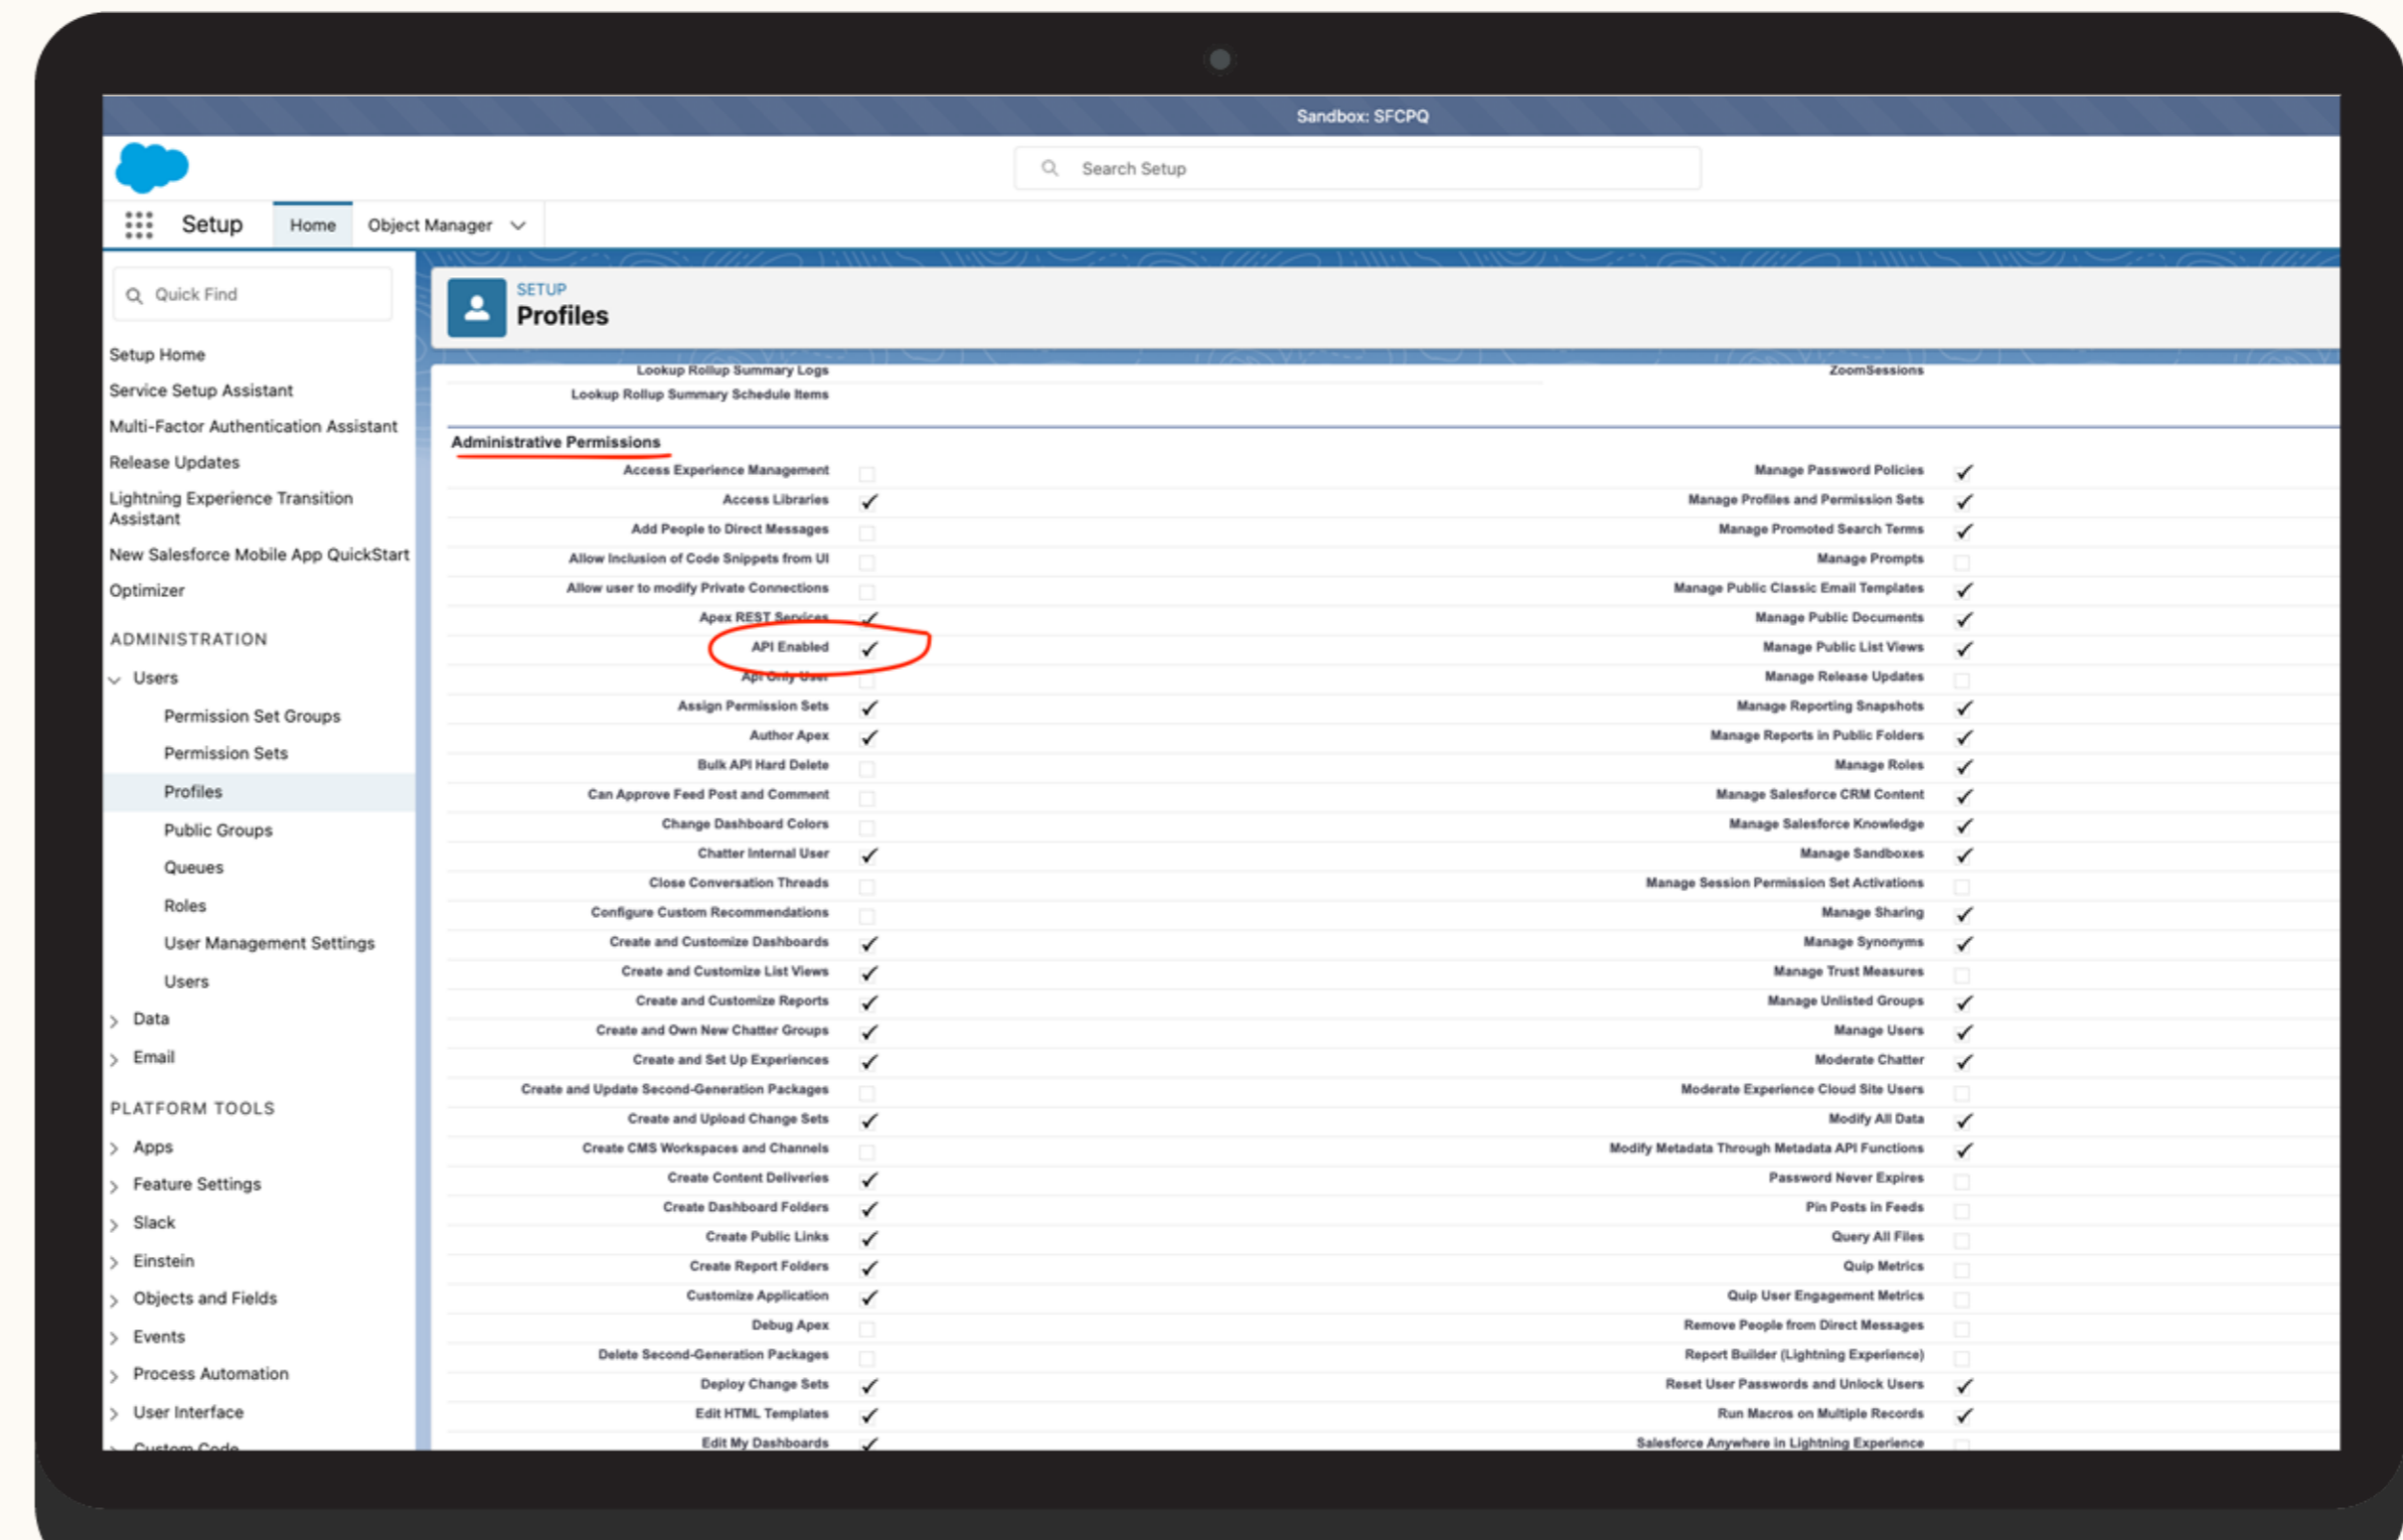 Sandbox: SFCPQ
Search Setup
Setup
Home
Object Manager
Quick Find
Setup Home
Service Setup Assistant
Multi-Factor Authentication Assistant
Release Updates
Lightning Experience Transition
Assistant
New Salesforce Mobile App QuickStart
Optimizer
ADMINISTRATION
Users
Permission Set Groups
Permission Sets
Profiles
Public Groups
Queues
Roles
User Management Settings
Users
Data
Email
PLATFORM TOOLS
Apps
Feature Settings
Slack
Einstein
Objects and Fields
Events
Process Automation
User Interface
Custom Code
SETUP
Profiles
Lookup Rollup Summary Logs
Lookup Rollup Summary Schedule Items
ZoomSessions
Administrative Permissions
Access Experience Management
Access Libraries
Add People to Direct Messages
Allow Inclusion of Code Snippets from UI
Allow user to modify Private Connections
Apex REST Services
API Enabled
Api Only User
Assign Permission Sets
Author Apex
Bulk API Hard Delete
Can Approve Feed Post and Comment
Change Dashboard Colors
Chatter Internal User
Close Conversation Threads
Configure Custom Recommendations
Create and Customize Dashboards
Create and Customize List Views
Create and Customize Reports
Create and Own New Chatter Groups
Create and Set Up Experiences
Create and Update Second-Generation Packages
Create and Upload Change Sets
Create CMS Workspaces and Channels
Create Content Deliveries
Create Dashboard Folders
Create Public Links
Create Report Folders
Customize Application
Debug Apex
Delete Second-Generation Packages
Deploy Change Sets
Edit HTML Templates
Edit My Dashboards
Manage Password Policies
Manage Profiles and Permission Sets
Manage Promoted Search Terms
Manage Prompts
Manage Public Classic Email Templates
Manage Public Documents
Manage Public List Views
Manage Release Updates
Manage Reporting Snapshots
Manage Reports in Public Folders
Manage Roles
Manage Salesforce CRM Content
Manage Salesforce Knowledge
Manage Sandboxes
Manage Session Permission Set Activations
Manage Sharing
Manage Synonyms
Manage Trust Measures
Manage Unlisted Groups
Manage Users
Moderate Chatter
Moderate Experience Cloud Site Users
Modify All Data
Modify Metadata Through Metadata API Functions
Password Never Expires
Pin Posts in Feeds
Query All Files
Quip Metrics
Quip User Engagement Metrics
Remove People from Direct Messages
Report Builder (Lightning Experience)
Reset User Passwords and Unlock Users
Run Macros on Multiple Records
Salesforce Anywhere in Lightning Experience